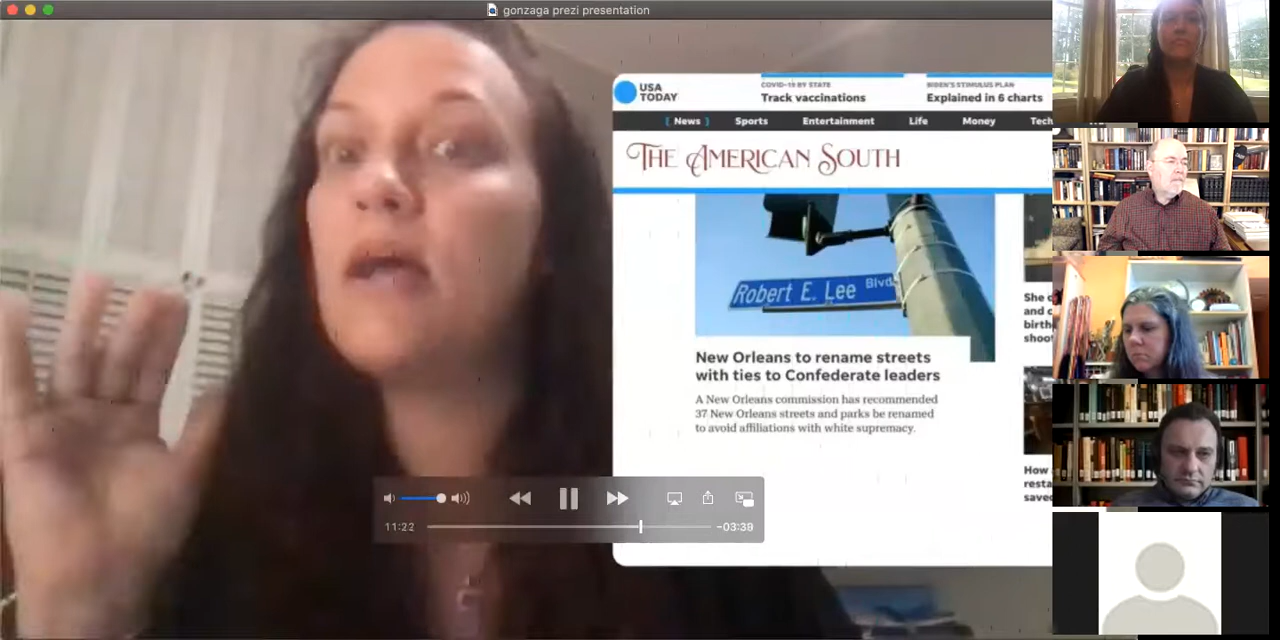 gonzaga prezi presentation
USA
TODAY
COVID-19 BY STATE
Track vaccinations
BIDEN'S STIMULUS PLAN
Explained in 6 charts
News
Sports
Entertainment
Life
Money
Tech
THE AMERICAN SOUTH
Robert E. Lee Blvd
New Orleans to rename streets
with ties to Confederate leaders
A New Orleans commission has recommended
37 New Orleans streets and parks be renamed
to avoid affiliations with white supremacy.
She
and
birth
shoo
How
resta
save
11:22
-03:39